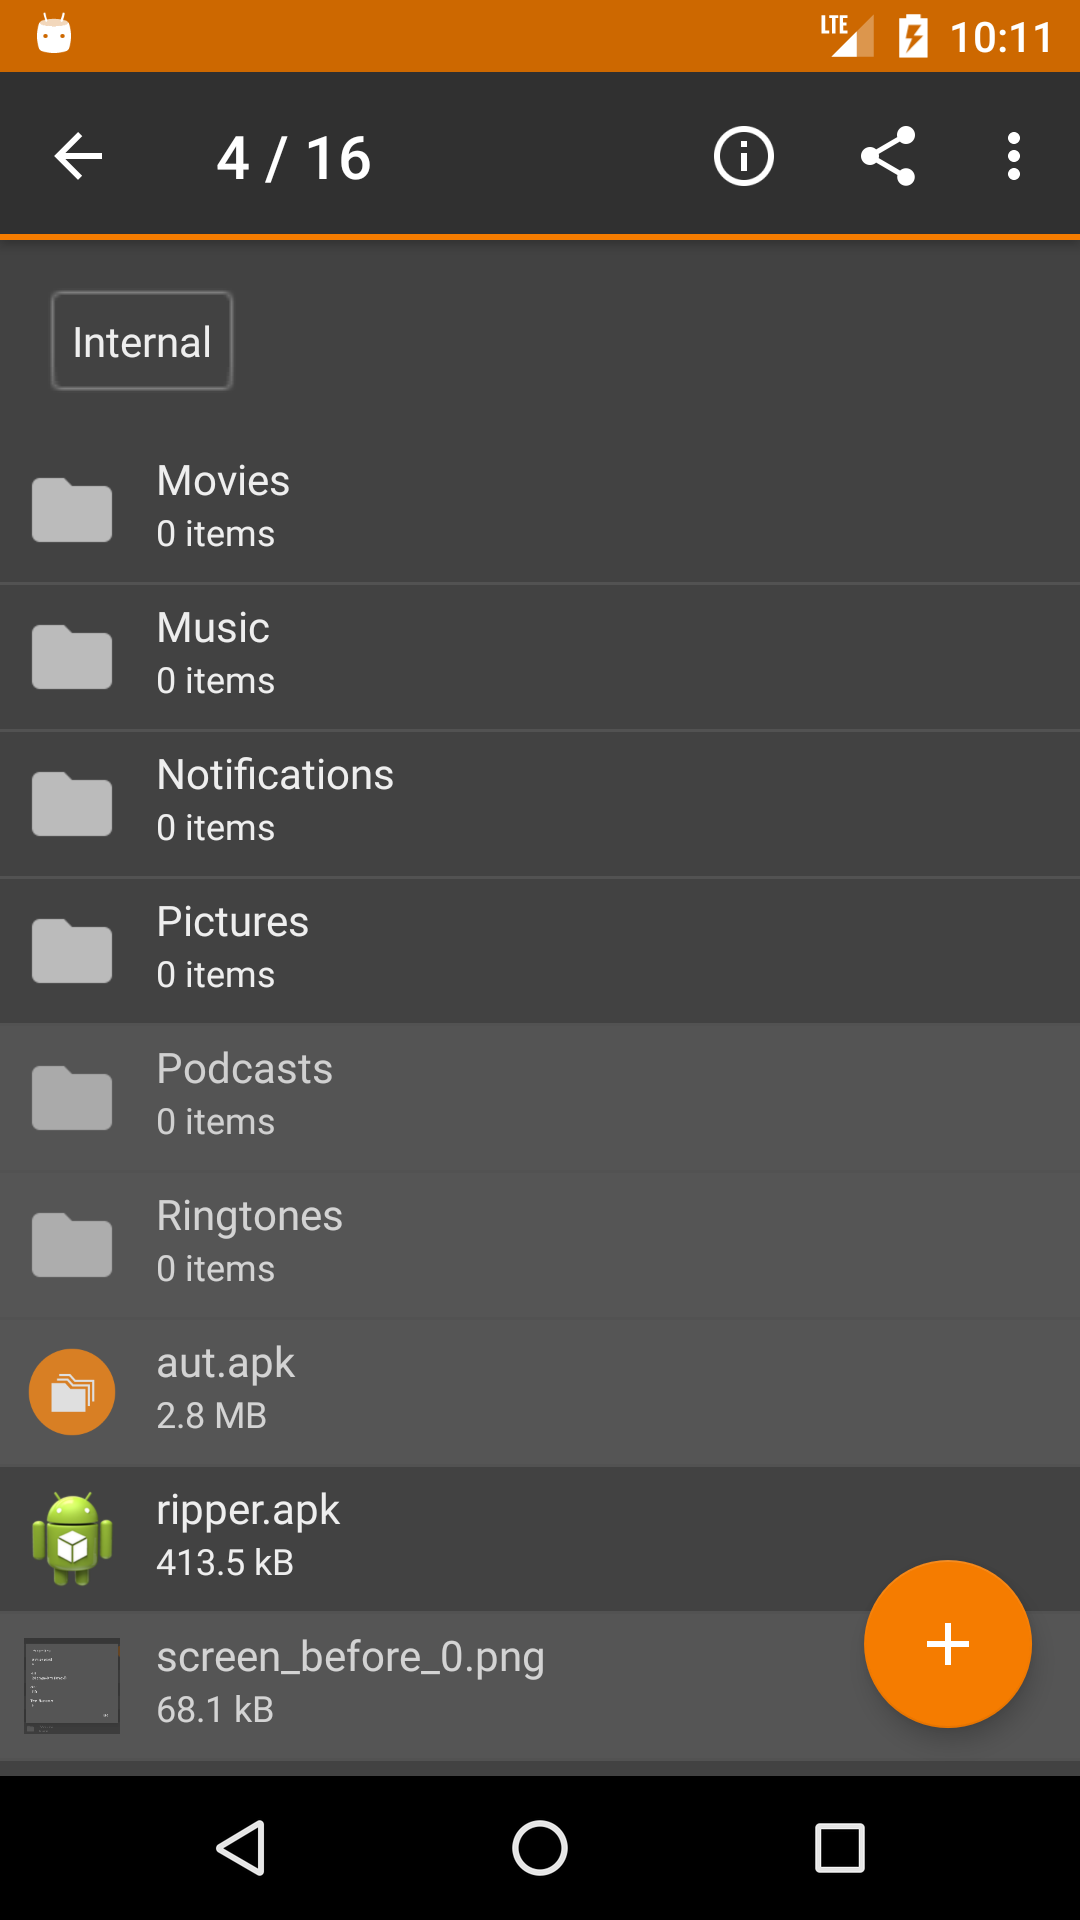 LTE 10:11
4 / 16
Internal
Movies
0 items
Music
0 items
Notifications
0 items
Pictures
0 items
Podcasts
0 items
Ringtones
0 items
aut.apk
2.8 MB
ripper.apk
413.5 kB
screen_before_0.png
68.1 kB